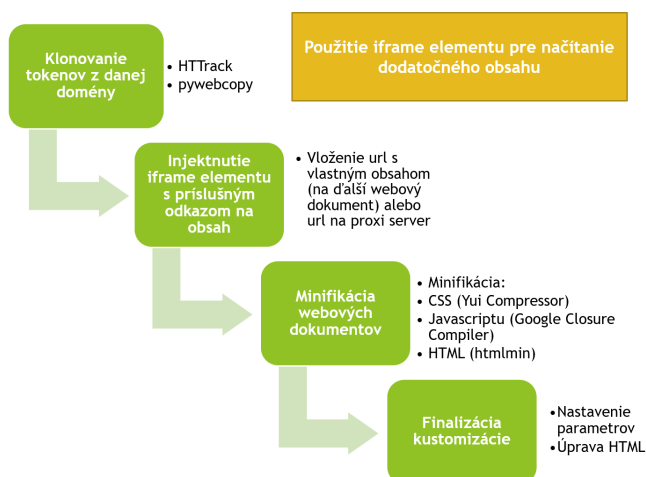 Použitie iframe elementu pre načítanie
dodatočného obsahu
Klonovanie
tokenov z danej
domény
• HTTrack
• pywebcopy
Injektnutie
iframe elementu
s príslušným
odkazom na
obsah
• Vloženie url s
vlastným obsahom
(na ďalší webový
dokument) alebo
url na proxi server
Minifikácia
webových
dokumentov
• Minifikácia:
• CSS (Yui Compressor)
• Javascriptu (Google Closure
Compiler)
• HTML (htmlmin)
Finalizácia
kustomizácie
•Nastavenie
parametrov
•Úprava HTML